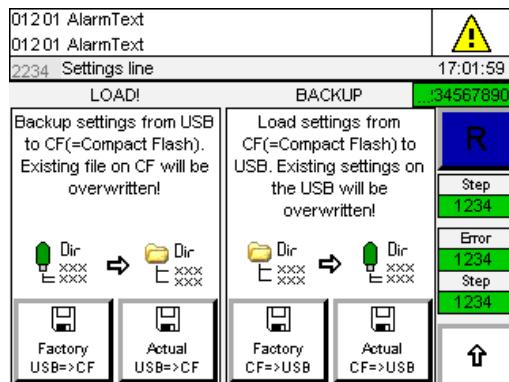 01201 AlarmText
01201 AlarmText
2234 Settings line 17:01:59
LOAD!
BACKUP
...!34567890
Backup settings from USB
to CF(=Compact Flash).
Existing file on CF will be
overwritten!
Load settings from
CF(=Compact Flash) to
USB. Existing settings on
the USB will be
overwritten!
R
Step
1234
Error
1234
Step
1234
Dir
xxx
xxx
Dir
xxx
xxx
Dir
xxx
xxx
Dir
xxx
xxx
Factory
USB=>CF
Actual
USB=>CF
Factory
CF=>USB
Actual
CF=>USB